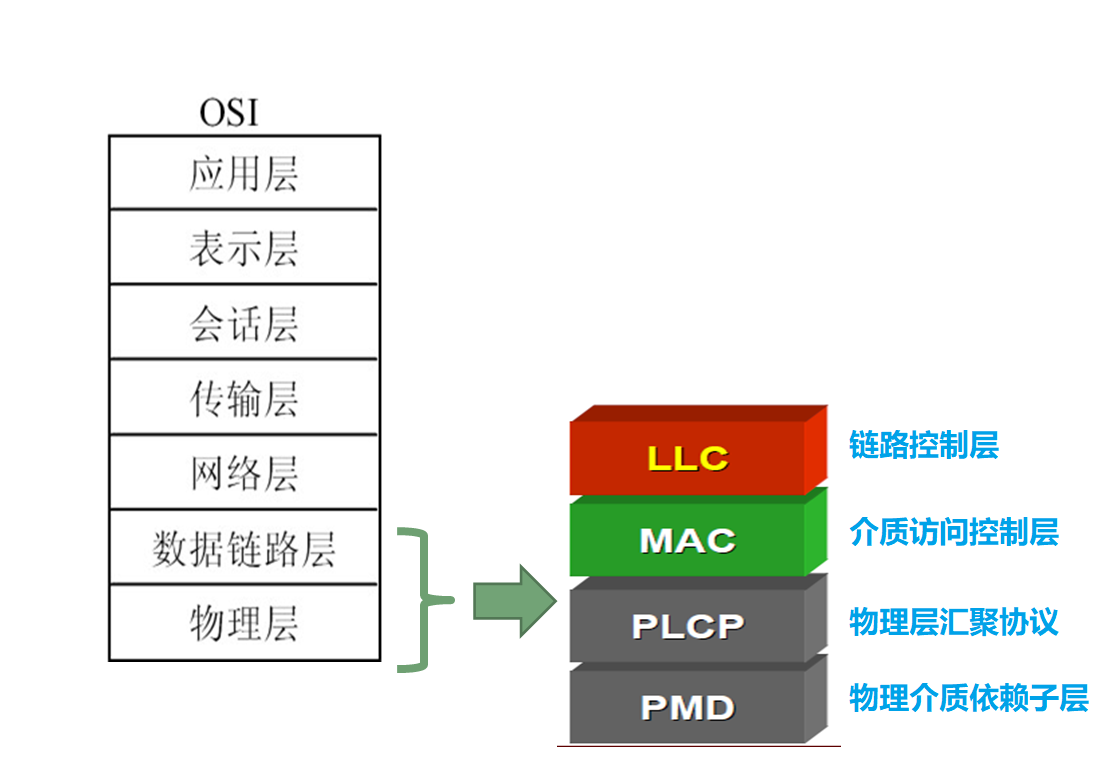 OSI
应用层
表示层
会话层
传输层
网络层
数据链路层
物理层
LLC
链路控制层
MAC
介质访问控制层
PLCP
物理层汇聚协议
PMD
物理介质依赖子层